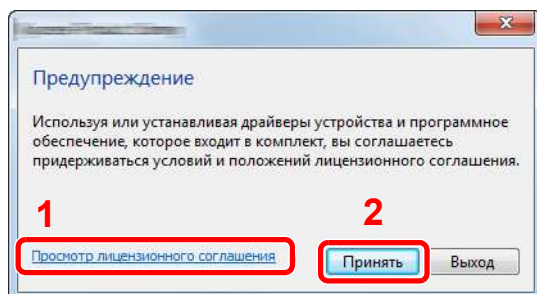 Предупреждение
Используя или устанавливая драйверы устройства и программное
обеспечение, которое входит в комплект, вы соглашаетесь
придерживаться условий и положений лицензионного соглашения.
1
2
Просмотр лицензионного соглашения
Принять
Выход